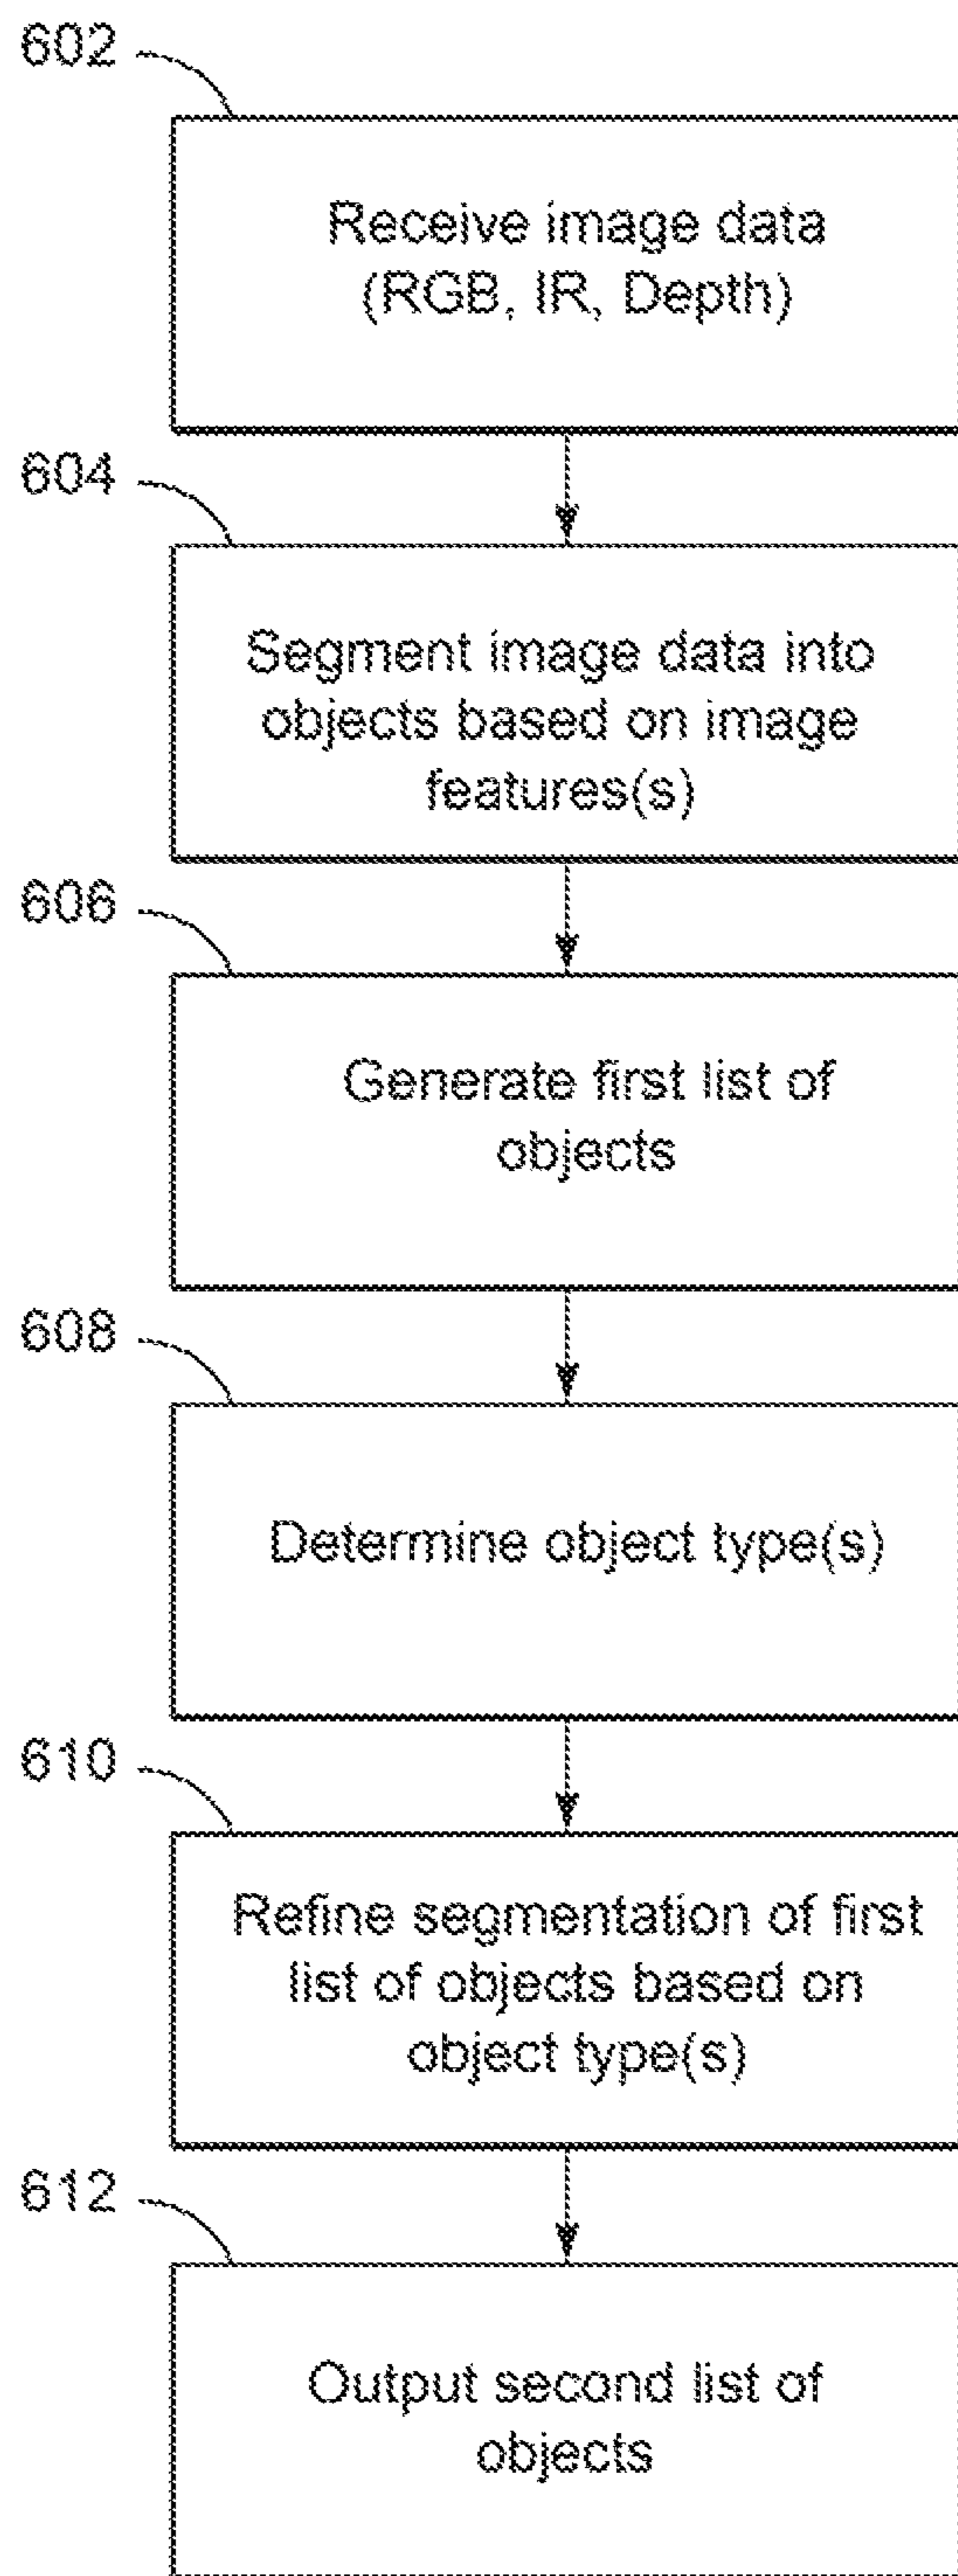 602
Receive image data
(RGB, IR, Depth)
604
Segment image data into
objects based on image
features(s)
606
Generate first list of
objects
608
Determine object type(s)
610
Refine segmentation of first
list of objects based on
object type(s)
612
Output second list of
objects